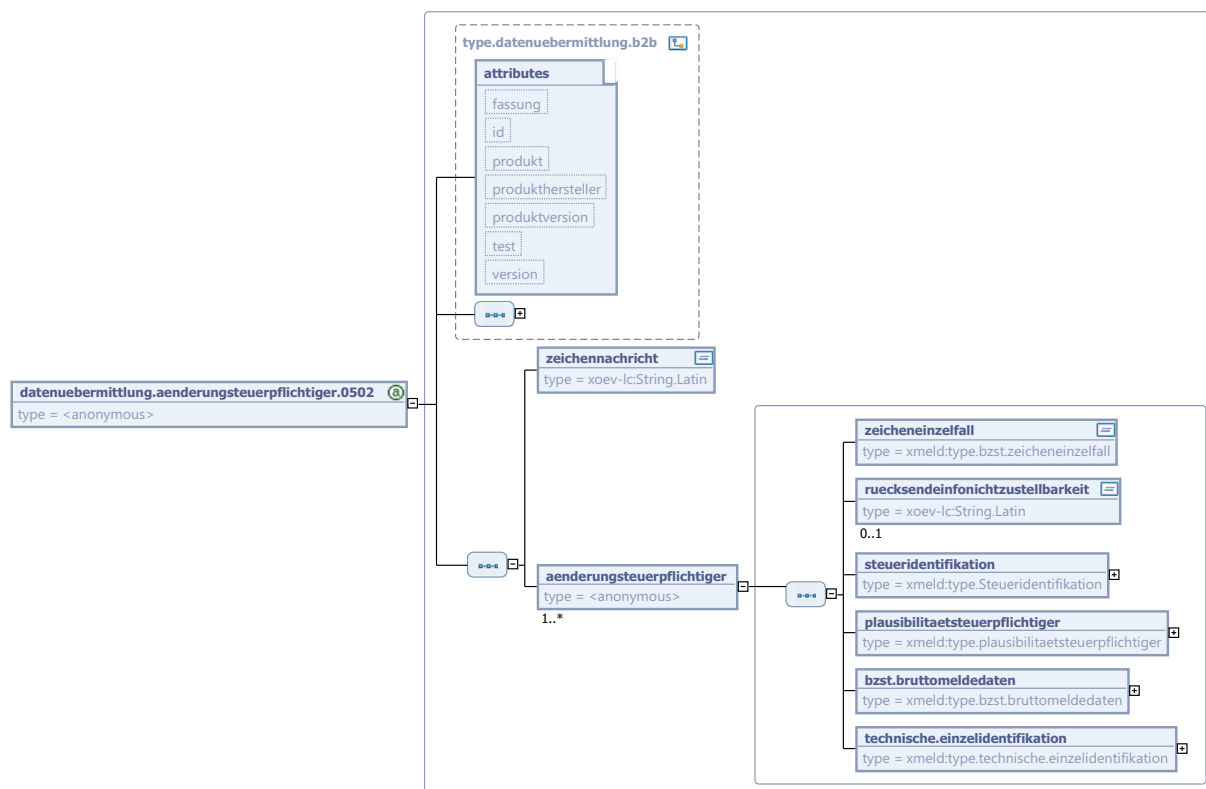 type.datenuebermittlung.b2b
attributes
fassung
id
produkt
produkthersteller
produktversion
test
version
zeichennachricht
type = xoev-lc:String.Latin
datenuebermittlung.aenderungsteuerpflichtiger.0502
type = <anonymous>
zeicheneinzelfall
type = xmeld:type.bzst.zeicheneinzelfall
ruecksendeinfonichtzustellbarkeit
type = xoev-lc:String.Latin
0..1
steueridentifikation
type = xmeld:type.Steueridentifikation
aenderungsteuerpflichtiger
type = <anonymous>
1..*
plausibilitaetsteuerpflichtiger
type = xmeld:type.plausibilitaetsteuerpflichtiger
bzst.bruttomeldedaten
type = xmeld:type.bzst.bruttomeldedaten
technische.einzelidentifikation
type = xmeld:type.technische.einzelidentifikation